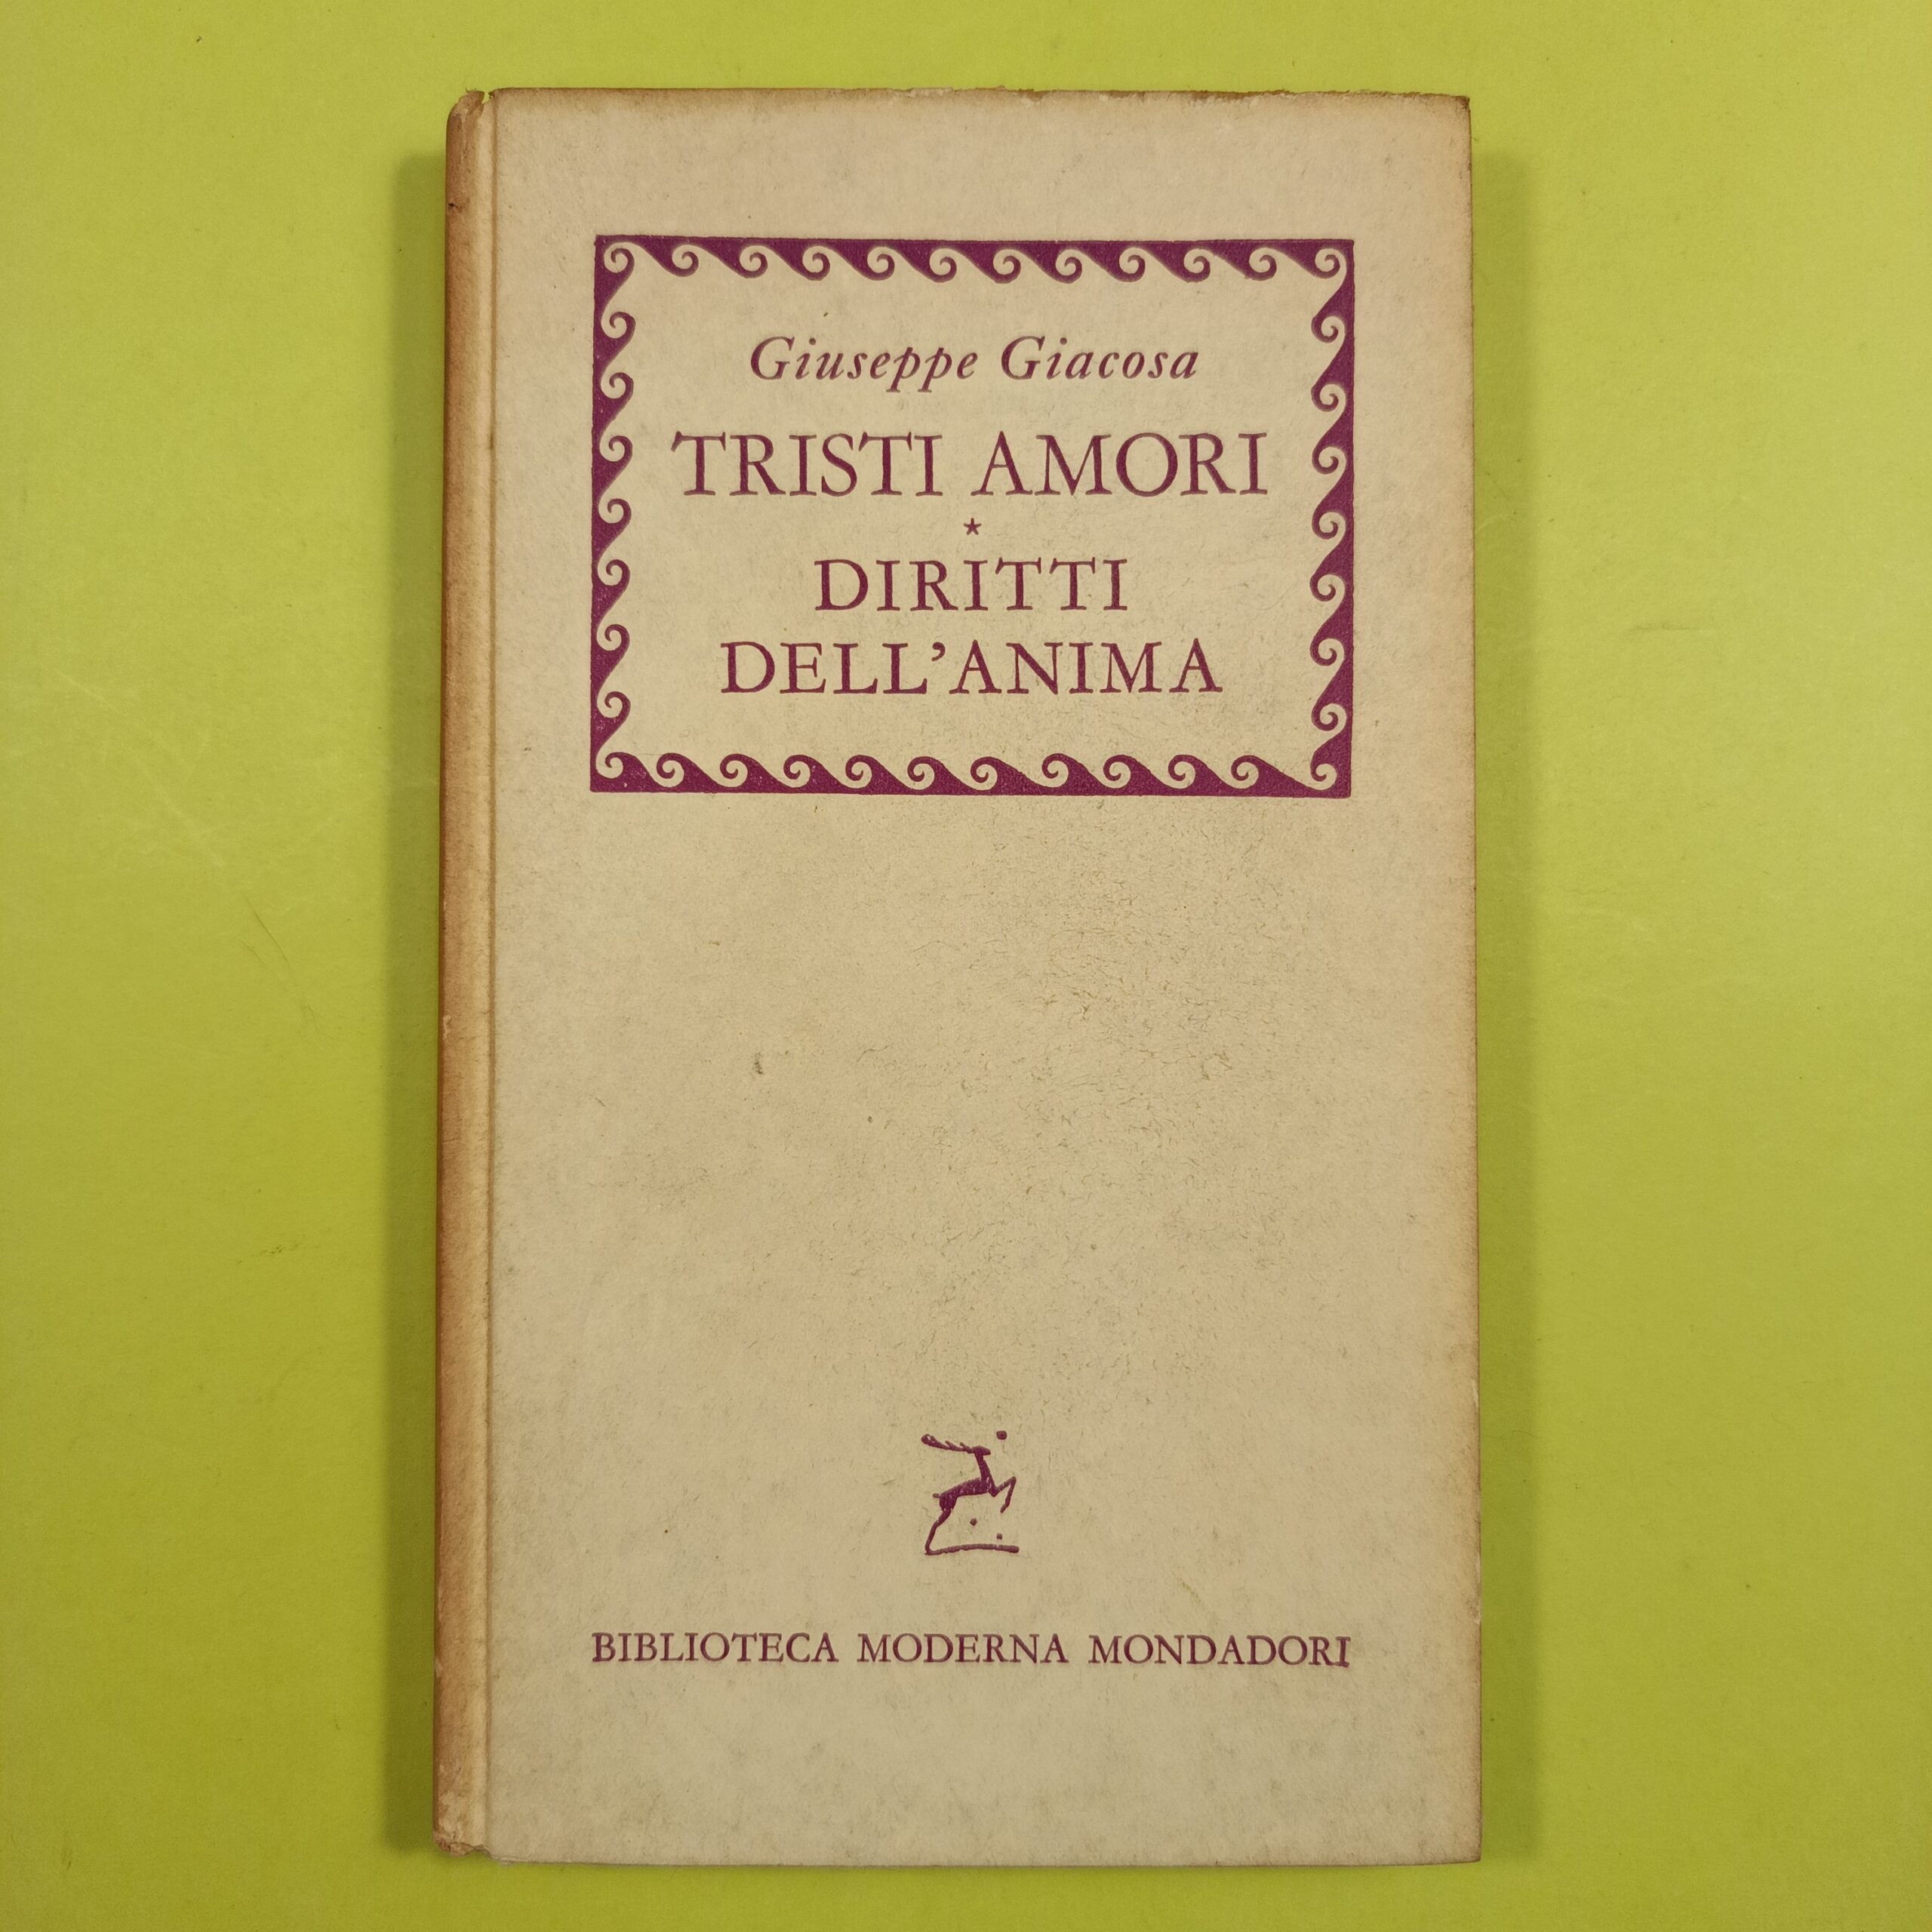 Giuseppe Giacosa
TRISTI AMORI
★
DIRITTI
DELL’ANIMA
BIBLIOTECA MODERNA MONDADORI